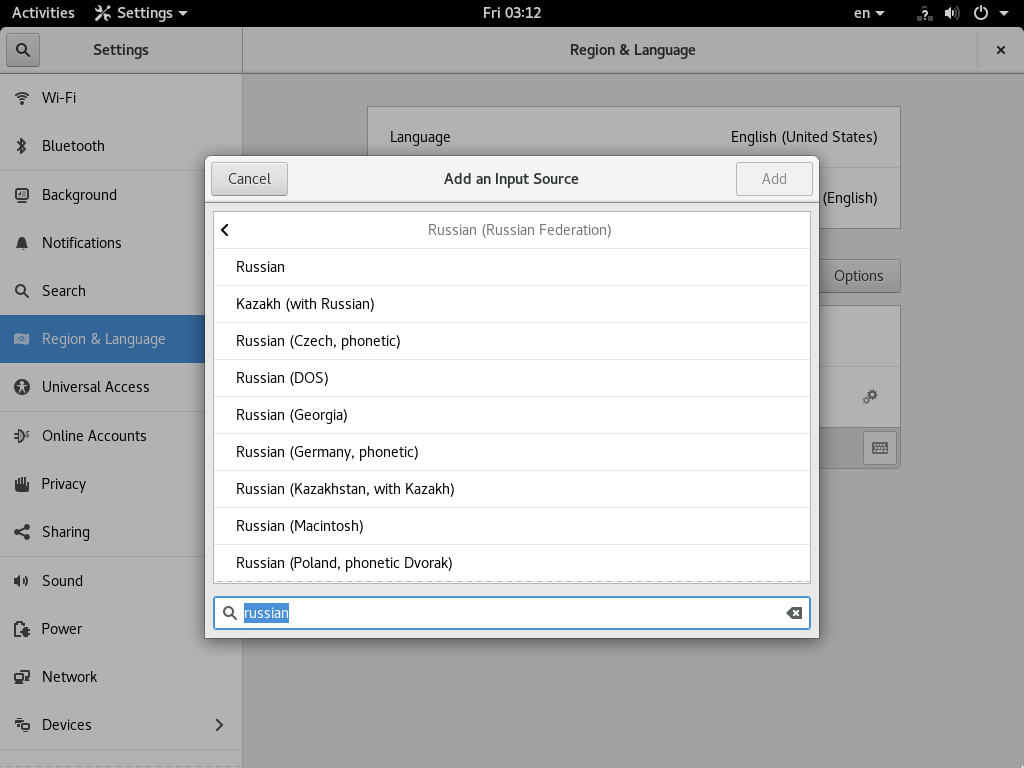 Activities Settings Fri 03:12 en
Settings Region & Language
Wi-Fi
Bluetooth
Background
Notifications
Search
Region & Language
Universal Access
Online Accounts
Privacy
Sharing
Sound
Power
Network
Devices
Language English (United States)
(English)
Options
Cancel Add an Input Source Add
Russian (Russian Federation)
Russian
Kazakh (with Russian)
Russian (Czech, phonetic)
Russian (DOS)
Russian (Georgia)
Russian (Germany, phonetic)
Russian (Kazakhstan, with Kazakh)
Russian (Macintosh)
Russian (Poland, phonetic Dvorak)
russian